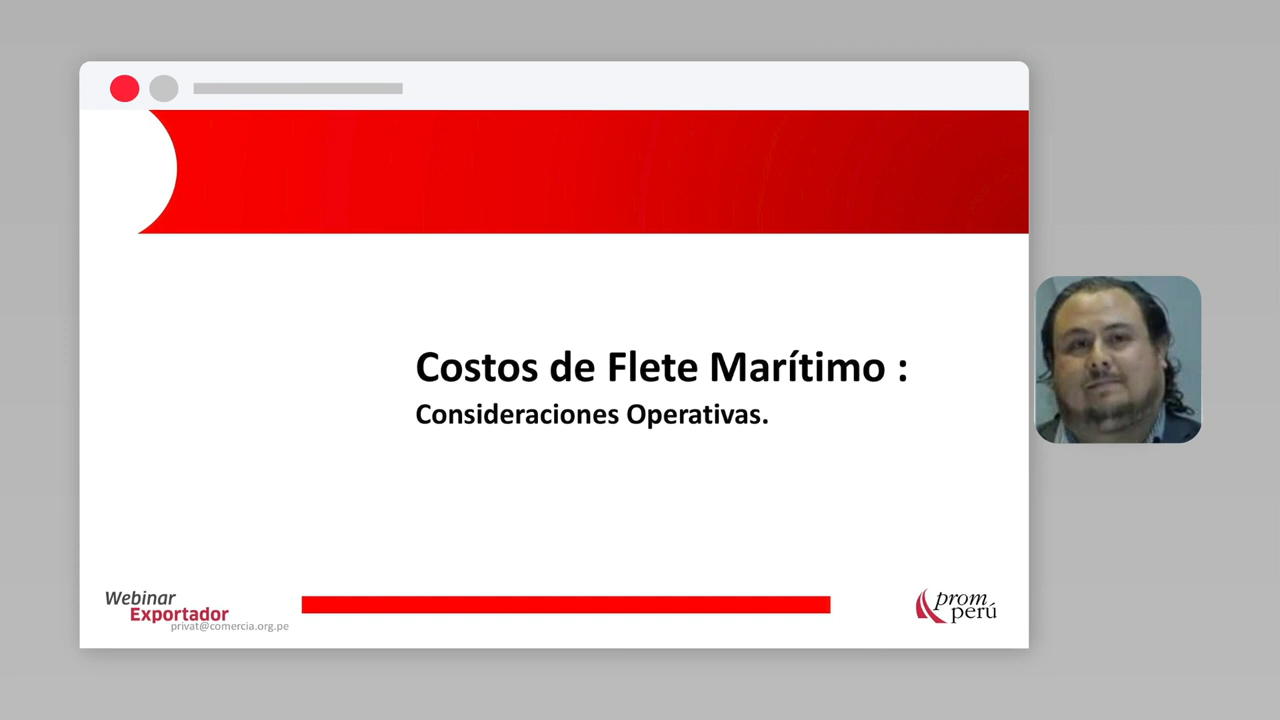 Costos de Flete Marítimo :
Consideraciones Operativas.
Webinar
Exportador
privat@comercia.org.pe
prom
perú